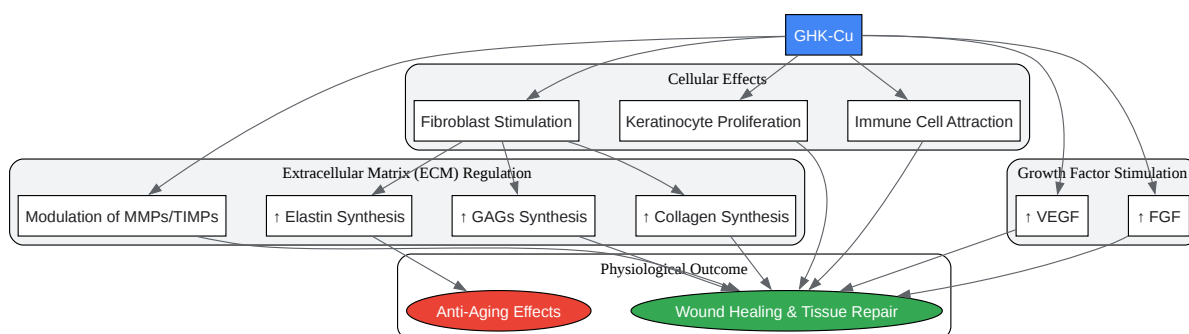 GHK-Cu
Cellular Effects
Fibroblast Stimulation
Keratinocyte Proliferation
Immune Cell Attraction
Extracellular Matrix (ECM) Regulation
Growth Factor Stimulation
Modulation of MMPs/TIMPs
↑ Elastin Synthesis
↑ GAGs Synthesis
↑ Collagen Synthesis
↑ VEGF
↑ FGF
Physiological Outcome
Anti-Aging Effects
Wound Healing & Tissue Repair